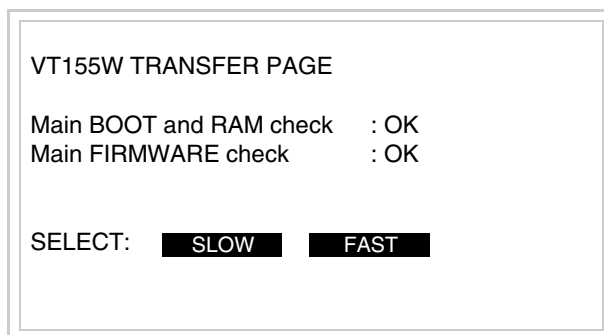 VT155W TRANSFER PAGE
Main BOOT and RAM check : OK
Main FIRMWARE check : OK
SELECT: SLOW FAST